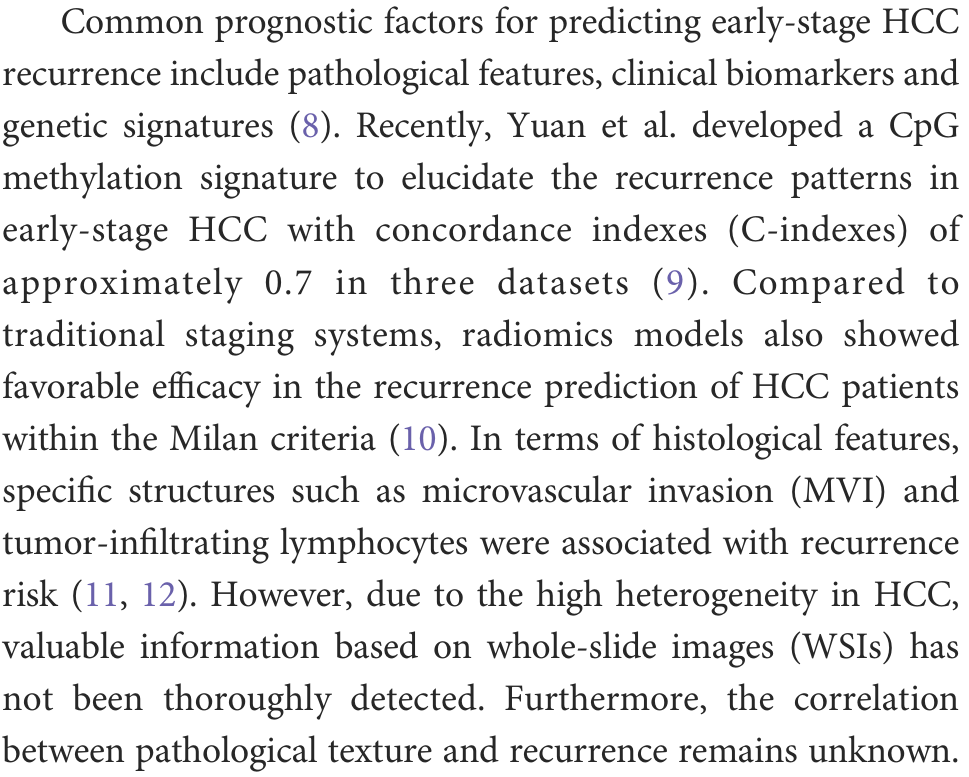 Common prognostic factors for predicting early-stage HCC
recurrence include pathological features, clinical biomarkers and
genetic signatures (8). Recently, Yuan et al. developed a CpG
methylation signature to elucidate the recurrence patterns in
early-stage HCC with concordance indexes (C-indexes) of
approximately 0.7 in three datasets (9). Compared to
traditional staging systems, radiomics models also showed
favorable efficacy in the recurrence prediction of HCC patients
within the Milan criteria (10). In terms of histological features,
specific structures such as microvascular invasion (MVI) and
tumor-infiltrating lymphocytes were associated with recurrence
risk (11, 12). However, due to the high heterogeneity in HCC,
valuable information based on whole-slide images (WSIs) has
not been thoroughly detected. Furthermore, the correlation
between pathological texture and recurrence remains unknown.